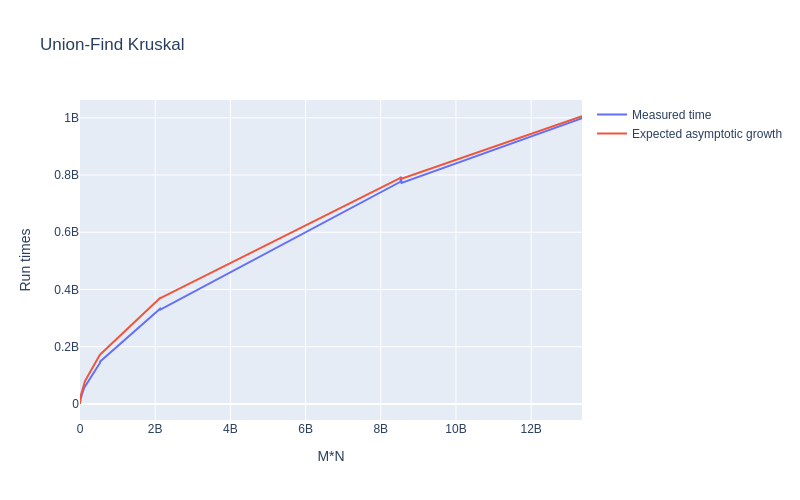 Union-Find Kruskal
Measured time
Expected asymptotic growth
Run times
1B
0.8B
0.6B
0.4B
0.2B
0
0 2B 4B 6B 8B 10B 12B
M*N